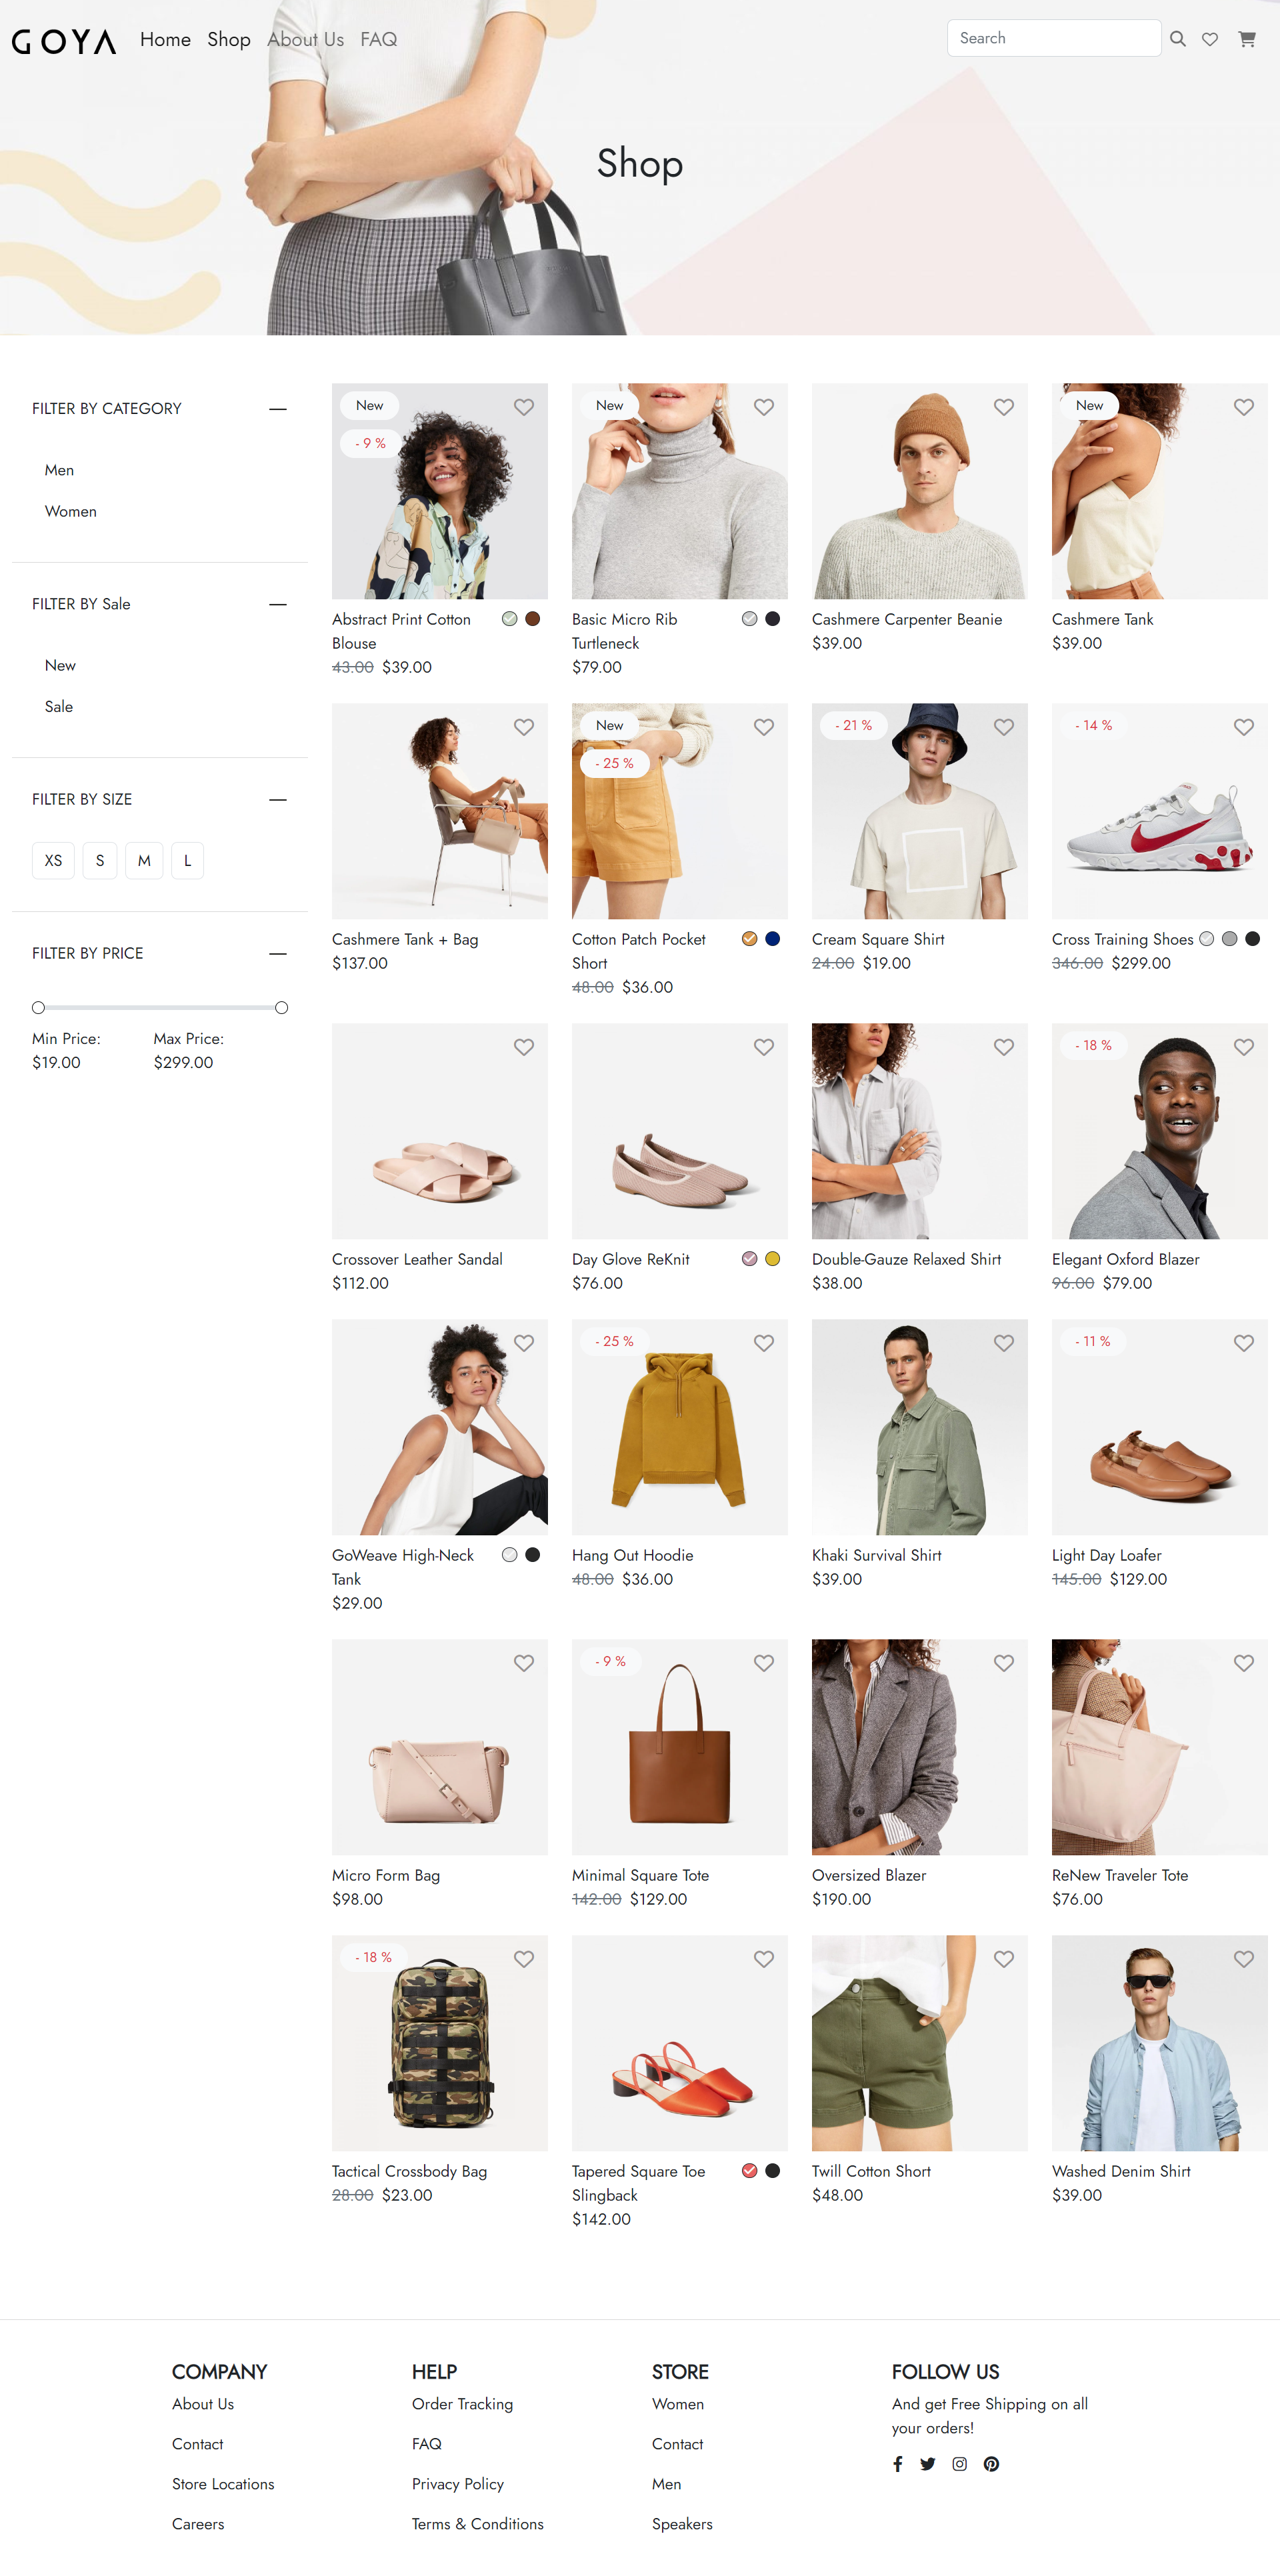 GOYA Home Shop About Us FAQ Search
Shop
FILTER BY CATEGORY
Men
Women
FILTER BY Sale
New
Sale
FILTER BY SIZE
XS S M L
FILTER BY PRICE
Min Price: Max Price:
$19.00 $299.00
New New New
- 9 %
Abstract Print Cotton
Blouse
43.00 $39.00
Basic Micro Rib
Turtleneck
$79.00
Cashmere Carpenter Beanie
$39.00
Cashmere Tank
$39.00
New - 21 % - 14 %
- 25 %
Cashmere Tank + Bag
$137.00
Cotton Patch Pocket
Short
48.00 $36.00
Cream Square Shirt
24.00 $19.00
Cross Training Shoes
346.00 $299.00
- 18 %
Crossover Leather Sandal
$112.00
Day Glove ReKnit
$76.00
Double-Gauze Relaxed Shirt
$38.00
Elegant Oxford Blazer
96.00 $79.00
- 25 % - 11 %
GoWeave High-Neck
Tank
$29.00
Hang Out Hoodie
48.00 $36.00
Khaki Survival Shirt
$39.00
Light Day Loafer
145.00 $129.00
- 9 %
Micro Form Bag
$98.00
Minimal Square Tote
142.00 $129.00
Oversized Blazer
$190.00
ReNew Traveler Tote
$76.00
- 18 %
Tactical Crossbody Bag
28.00 $23.00
Tapered Square Toe
Slingback
$142.00
Twill Cotton Short
$48.00
Washed Denim Shirt
$39.00
COMPANY
About Us
Contact
Store Locations
Careers
HELP
Order Tracking
FAQ
Privacy Policy
Terms & Conditions
STORE
Women
Contact
Men
Speakers
FOLLOW US
And get Free Shipping on all
your orders!